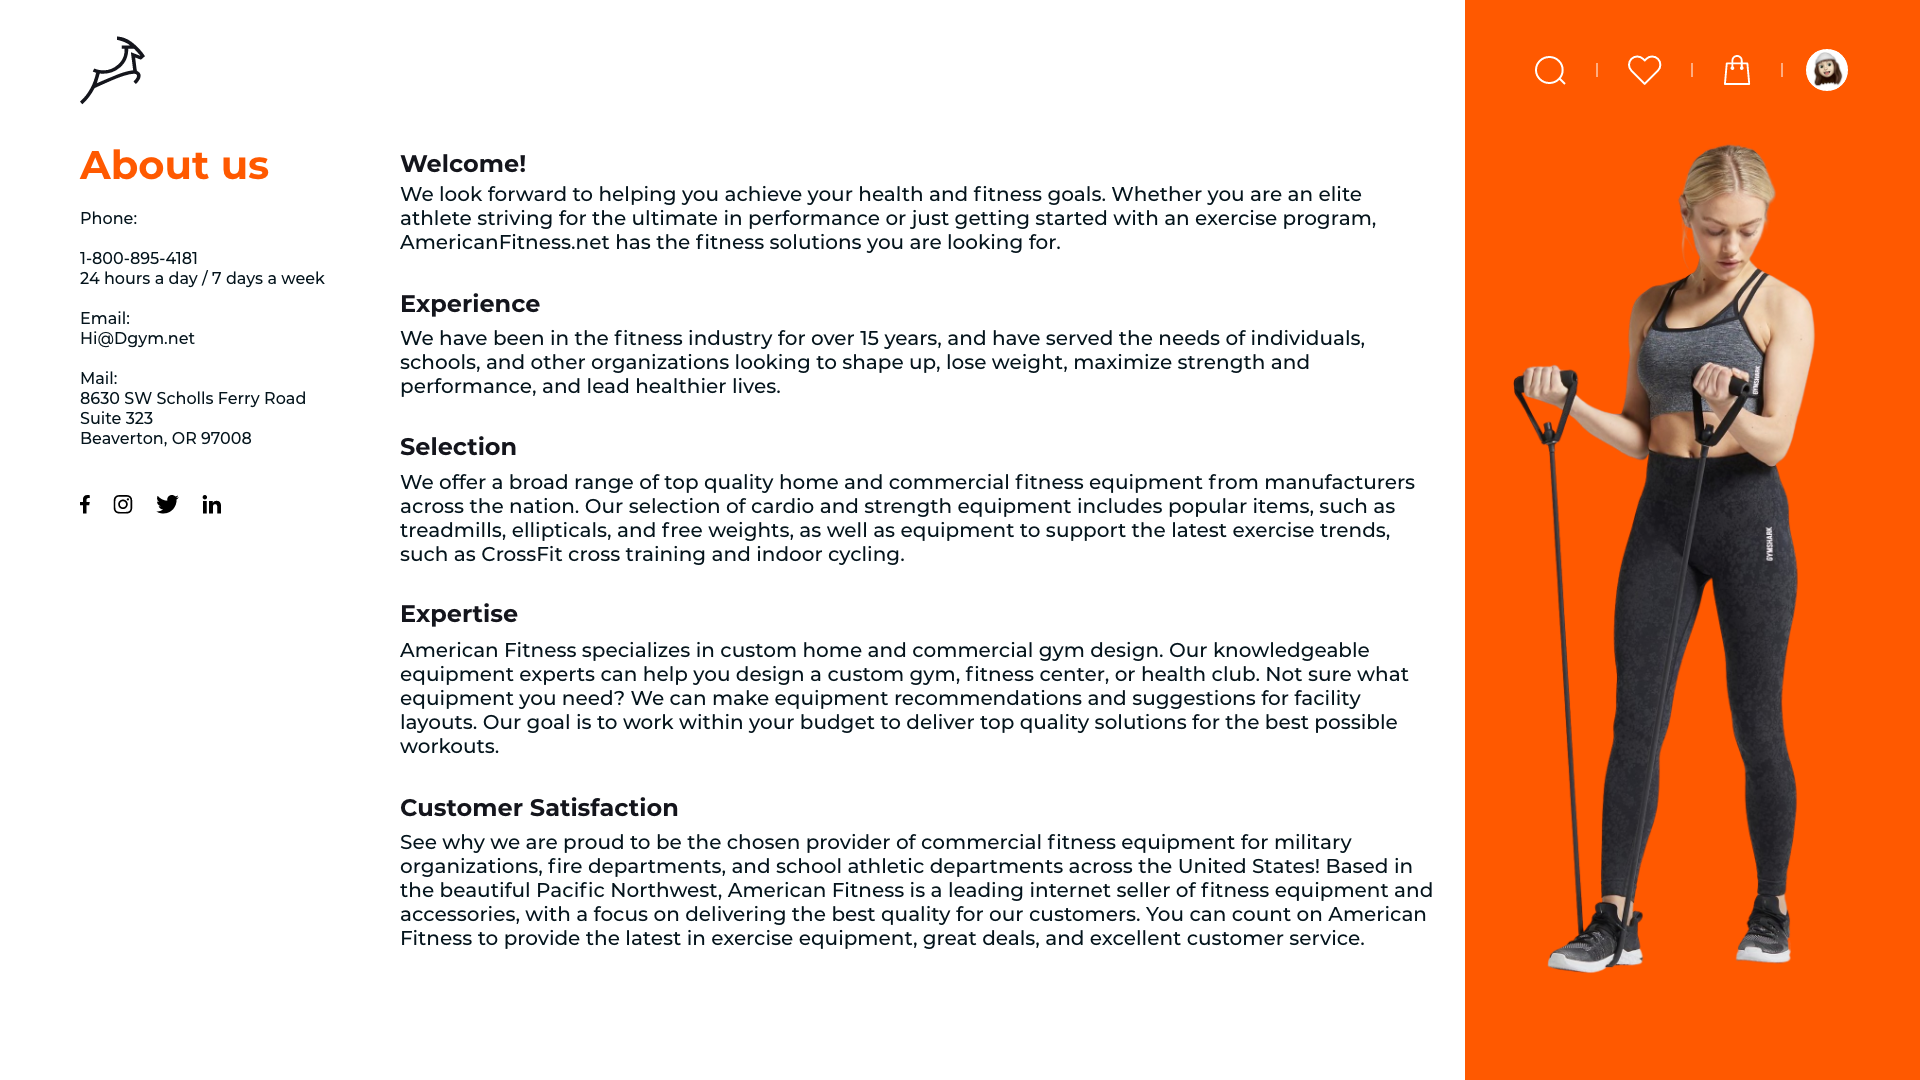 About us
Phone:
1-800-895-4181
24 hours a day / 7 days a week
Email:
Hi@Dgym.net
Mail:
8630 SW Scholls Ferry Road
Suite 323
Beaverton, OR 97008
Welcome!
We look forward to helping you achieve your health and fitness goals. Whether you are an elite
athlete striving for the ultimate in performance or just getting started with an exercise program,
AmericanFitness.net has the fitness solutions you are looking for.
Experience
We have been in the fitness industry for over 15 years, and have served the needs of individuals,
schools, and other organizations looking to shape up, lose weight, maximize strength and
performance, and lead healthier lives.
Selection
We offer a broad range of top quality home and commercial fitness equipment from manufacturers
across the nation. Our selection of cardio and strength equipment includes popular items, such as
treadmills, ellipticals, and free weights, as well as equipment to support the latest exercise trends,
such as CrossFit cross training and indoor cycling.
Expertise
American Fitness specializes in custom home and commercial gym design. Our knowledgeable
equipment experts can help you design a custom gym, fitness center, or health club. Not sure what
equipment you need? We can make equipment recommendations and suggestions for facility
layouts. Our goal is to work within your budget to deliver top quality solutions for the best possible
workouts.
Customer Satisfaction
See why we are proud to be the chosen provider of commercial fitness equipment for military
organizations, fire departments, and school athletic departments across the United States! Based in
the beautiful Pacific Northwest, American Fitness is a leading internet seller of fitness equipment and
accessories, with a focus on delivering the best quality for our customers. You can count on American
Fitness to provide the latest in exercise equipment, great deals, and excellent customer service.
GYMSHARK
GYMSHARK